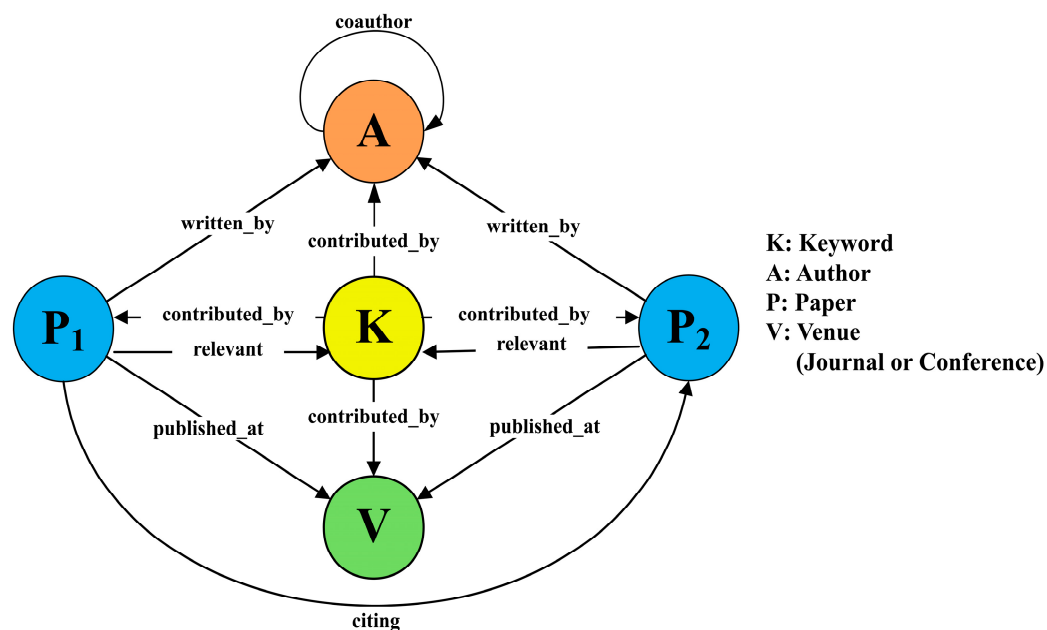 coauthor
A
written_by
written_by
contributed_by
K: Keyword
A: Author
P: Paper
V: Venue
(Journal or Conference)
P1
contributed_by
K
contributed_by
P2
relevant
relevant
contributed_by
published_at
published_at
V
citing